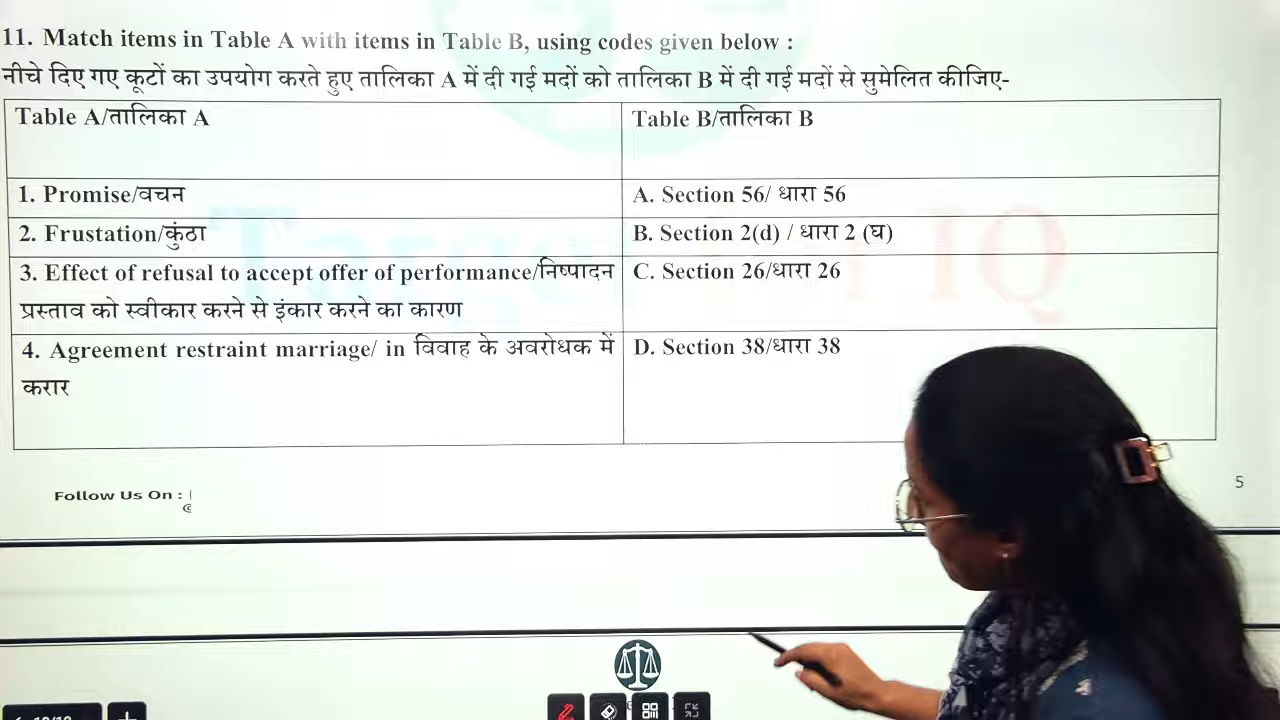 11. Match items in Table A with items in Table B, using codes given below :
नीचे दिए गए कूटों का उपयोग करते हुए तालिका A में दी गई मदों को तालिका B में दी गई मदों से सुमेलित कीजिए-
Table A/तालिका A
Table B/तालिका B
1. Promise/वचन
A. Section 56/ धारा 56
2. Frustation/कुंठा
B. Section 2(d) / धारा 2 (घ)
3. Effect of refusal to accept offer of performance/निष्पादन
प्रस्ताव को स्वीकार करने से इंकार करने का कारण
C. Section 26/धारा 26
4. Agreement restraint marriage/ in विवाह के अवरोधक में
करार
D. Section 38/धारा 38
Follow Us On :
5